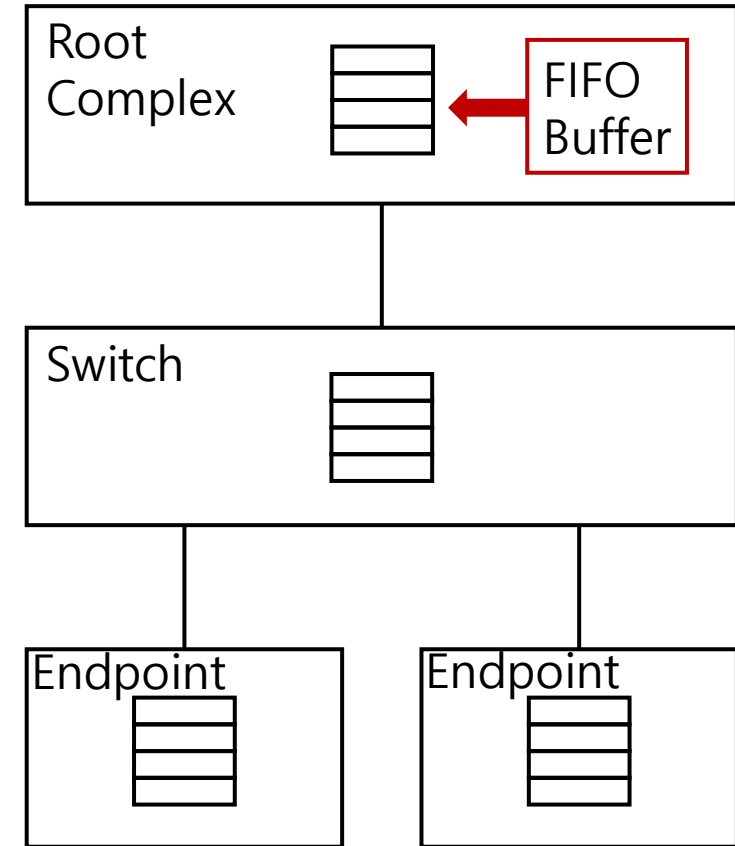 Root
Complex
FIFO
Buffer
Switch
Endpoint
Endpoint